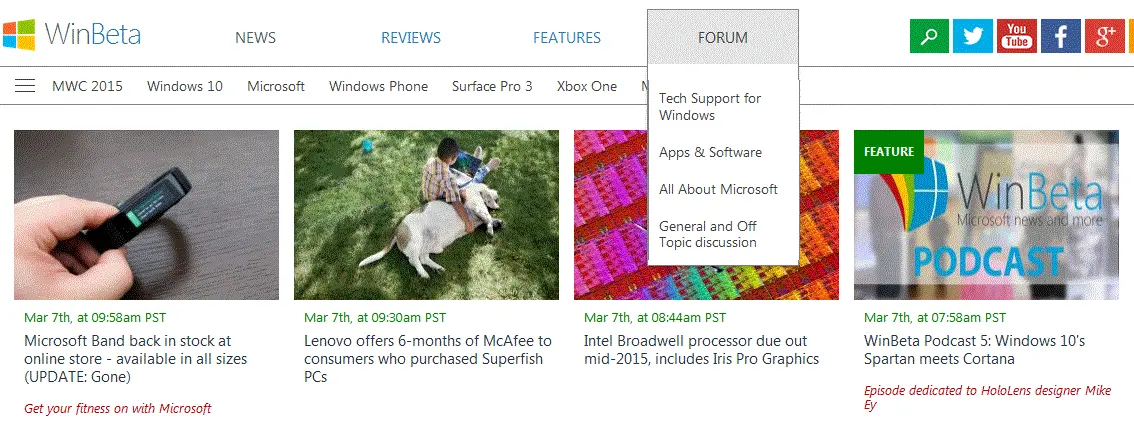 WinBeta
NEWS
REVIEWS
FEATURES
FORUM
You
Tube
f
g+
MWC 2015
Windows 10
Microsoft
Windows Phone
Surface Pro 3
Xbox One
Tech Support for
Windows
Apps & Software
All About Microsoft
General and Off
Topic discussion
FEATURE
WinBeta
Microsoft news and more
PODCAST
Mar 7th, at 09:58am PST
Microsoft Band back in stock at
online store - available in all sizes
(UPDATE: Gone)
Get your fitness on with Microsoft
Mar 7th, at 09:30am PST
Lenovo offers 6-months of McAfee to
consumers who purchased Superfish
PCs
Mar 7th, at 08:44am PST
Intel Broadwell processor due out
mid-2015, includes Iris Pro Graphics
Mar 7th, at 07:58am PST
WinBeta Podcast 5: Windows 10's
Spartan meets Cortana
Episode dedicated to HoloLens designer Mike
Ey